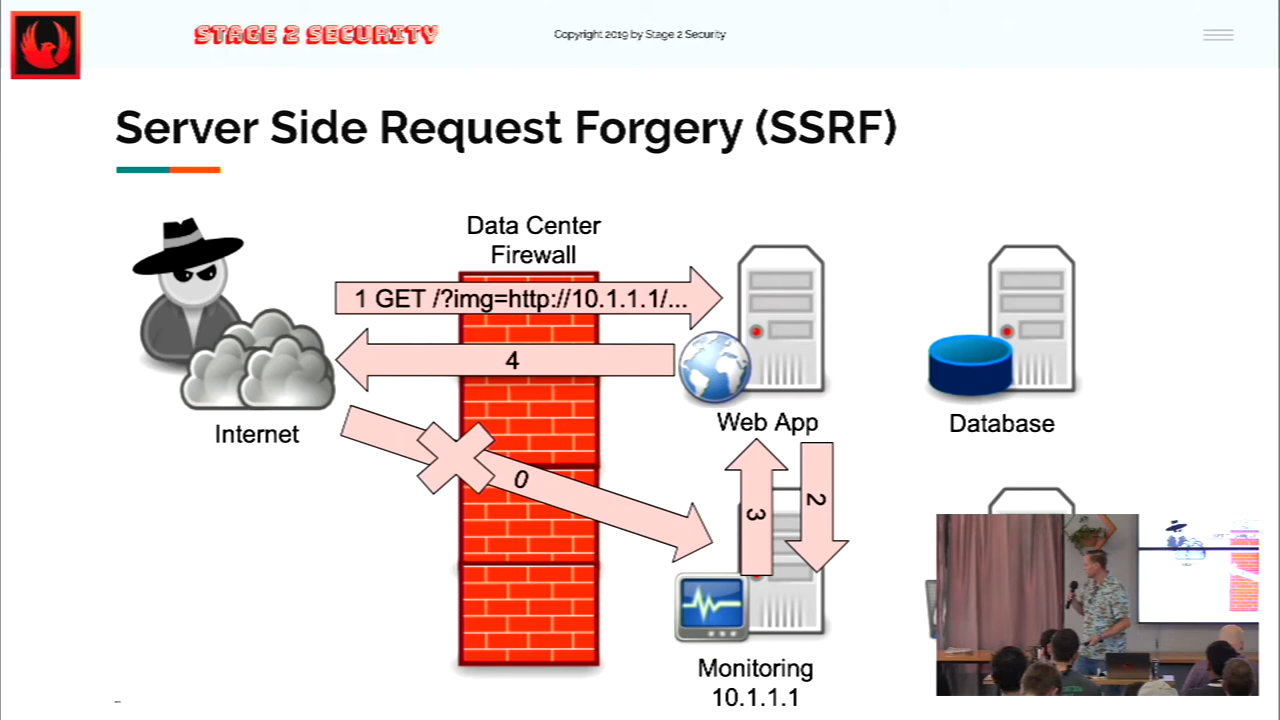 STAGE 2 SECURITY
Copyright 2019 by Stage 2 Security
Server Side Request Forgery (SSRF)
Data Center
Firewall
1 GET /?img=http://10.1.1.1/...
4
Internet
Web App
Database
0
3
2
Monitoring
10.1.1.1